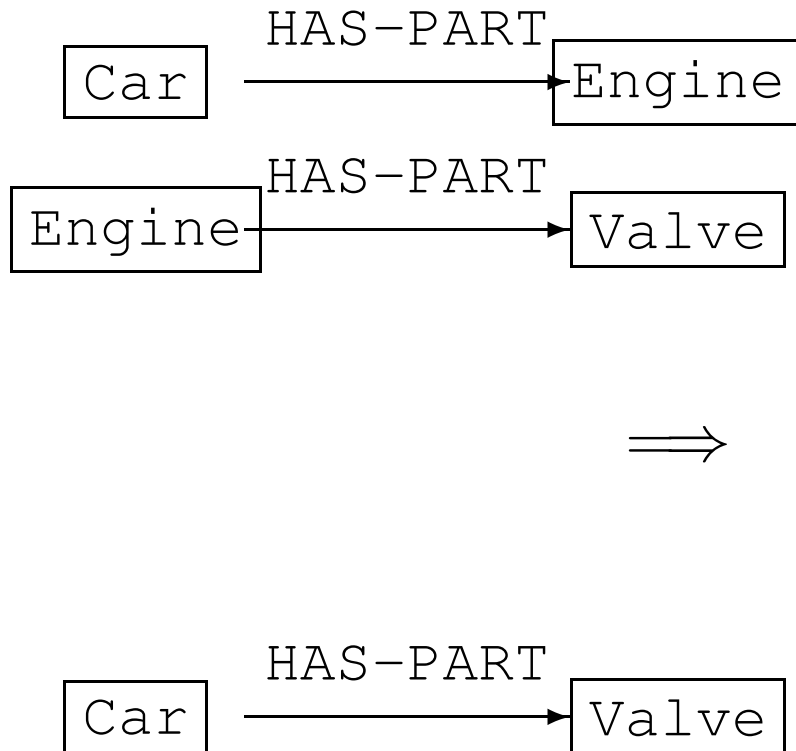 HAS-PART
Car Engine
HAS-PART
Engine Valve
⟹
HAS-PART
Car Valve